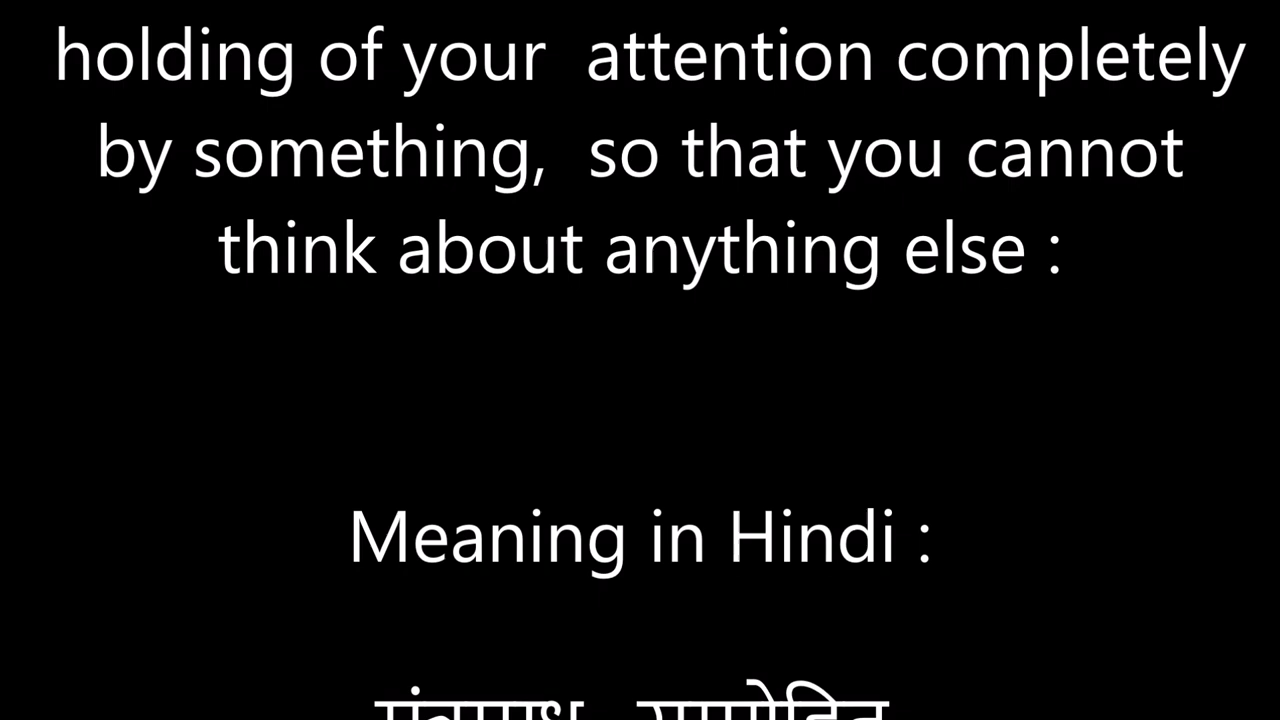 holding of your attention completely
by something, so that you cannot
think about anything else :
Meaning in Hindi :